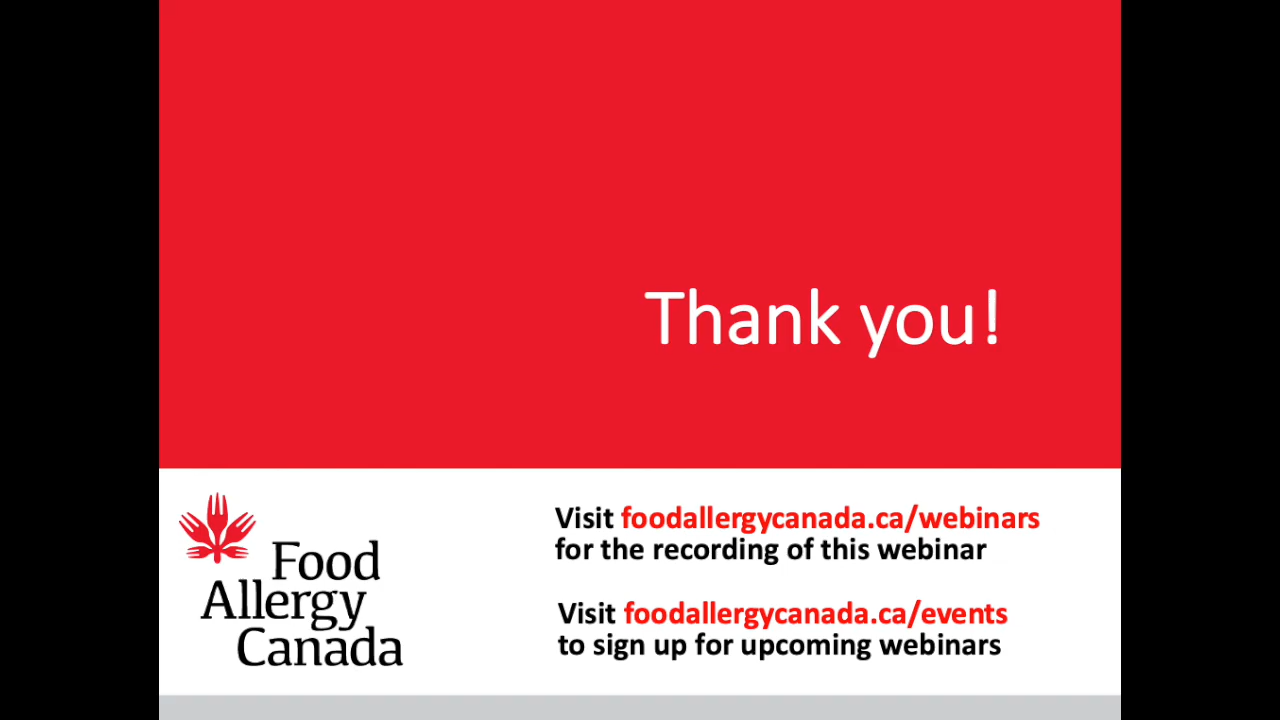 Thank you!
Food
Allergy
Canada
Visit foodallergycanada.ca/webinars
for the recording of this webinar
Visit foodallergycanada.ca/events
to sign up for upcoming webinars